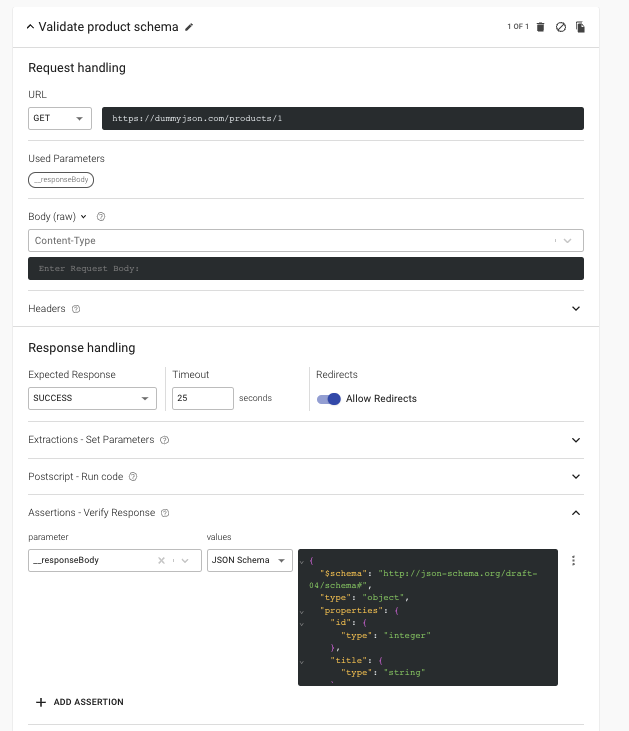 Validate product schema
1 OF 1
Request handling
URL
GET
https://dummyjson.com/products/1
Used Parameters
__responseBody
Body (raw)
Content-Type
Enter Request Body:
Headers
Response handling
Expected Response
Timeout
Redirects
SUCCESS
25
seconds
Allow Redirects
Extractions - Set Parameters
Postscript - Run code
Assertions - Verify Response
parameter
values
__responseBody
JSON Schema
{
"$schema": "http://json-schema.org/draft-
04/schema#",
"type": "object",
"properties": {
"id": {
"type": "integer"
},
"title": {
"type": "string"
ADD ASSERTION